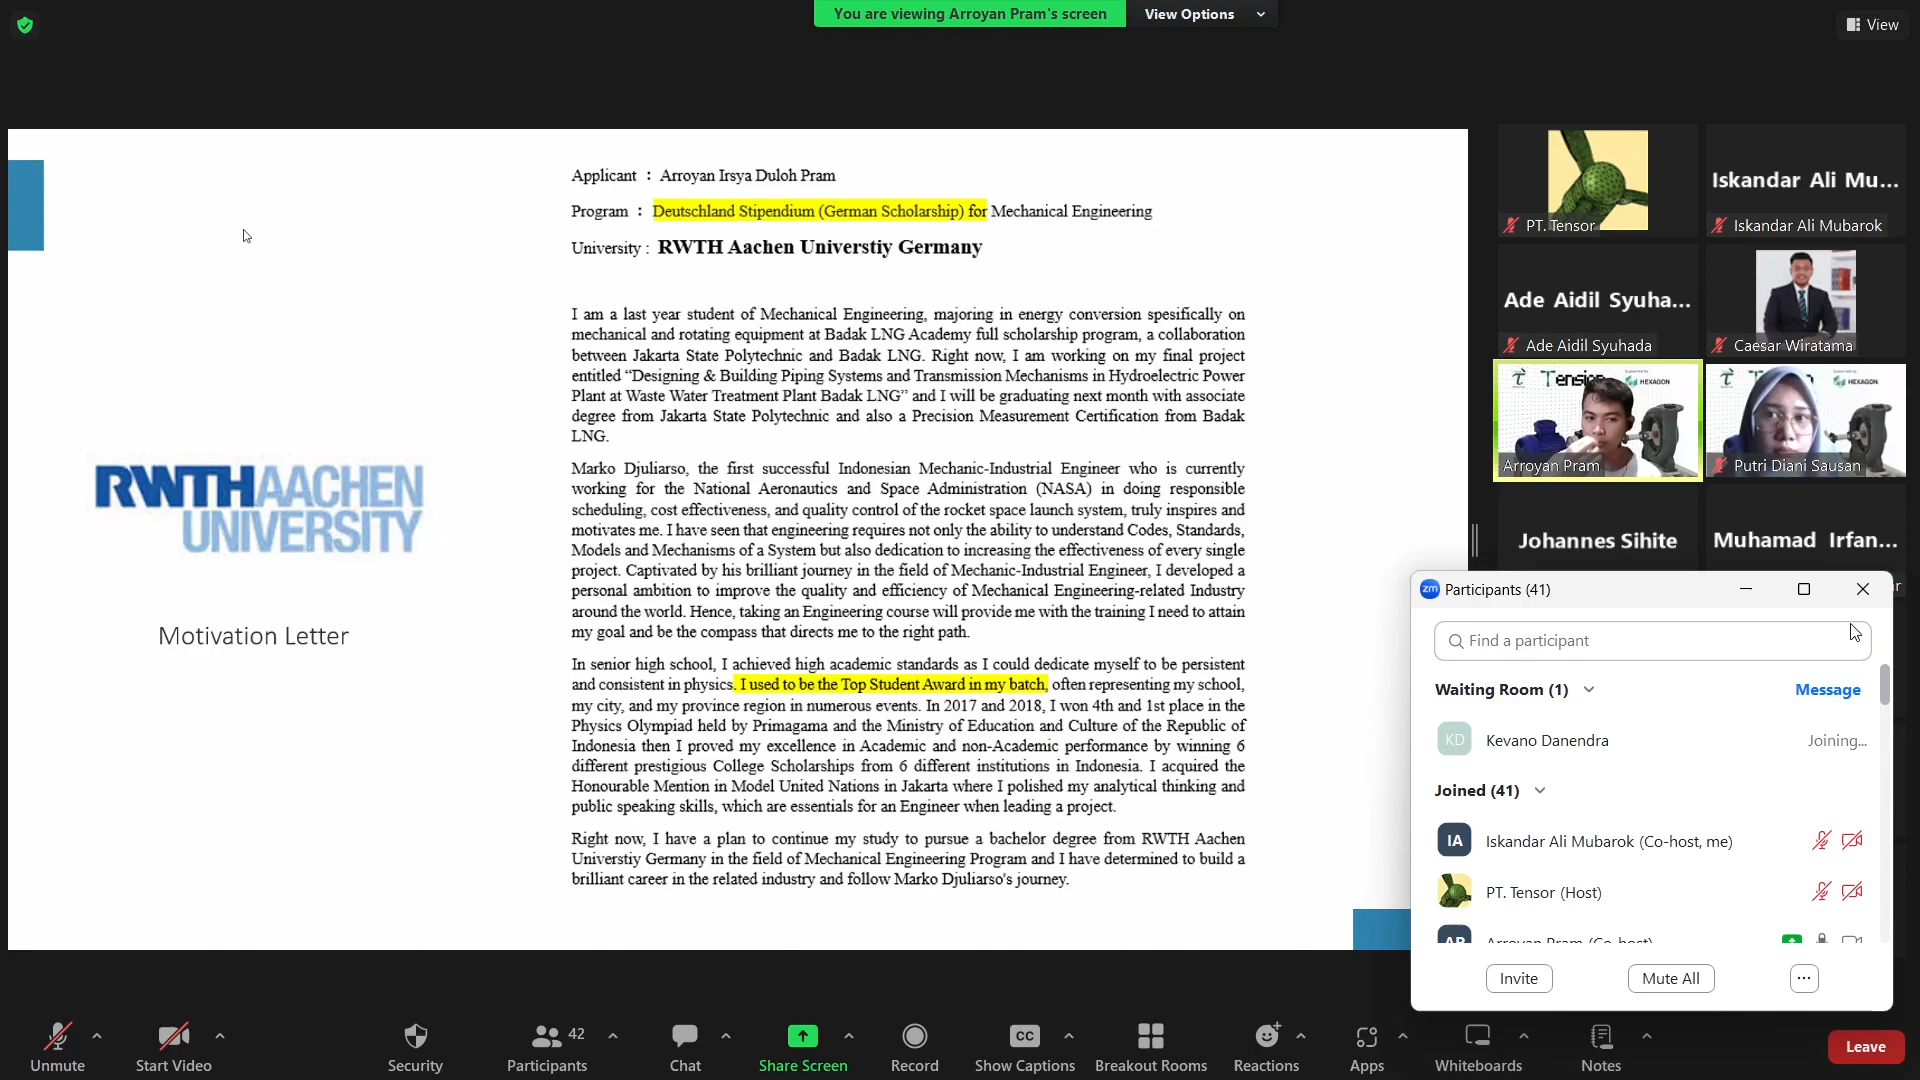 You are viewing Arroyan Pram's screen
View Options
View
Applicant : Arroyan Irsya Duloh Pram
Program : Deutschland Stipendium (German Scholarship) for Mechanical Engineering
University : RWTH Aachen Universtiy Germany
I am a last year student of Mechanical Engineering, majoring in energy conversion spesifically on
mechanical and rotating equipment at Badak LNG Academy full scholarship program, a collaboration
between Jakarta State Polytechnic and Badak LNG. Right now, I am working on my final project
entitled “Designing & Building Piping Systems and Transmission Mechanisms in Hydroelectric Power
Plant at Waste Water Treatment Plant Badak LNG” and I will be graduating next month with associate
degree from Jakarta State Polytechnic and also a Precision Measurement Certification from Badak
LNG.
Marko Djuliarso, the first successful Indonesian Mechanic-Industrial Engineer who is currently
working for the National Aeronautics and Space Administration (NASA) in doing responsible
scheduling, cost effectiveness, and quality control of the rocket space launch system, truly inspires and
motivates me. I have seen that engineering requires not only the ability to understand Codes, Standards,
Models and Mechanisms of a System but also dedication to increasing the effectiveness of every single
project. Captivated by his brilliant journey in the field of Mechanic-Industrial Engineer, I developed a
personal ambition to improve the quality and efficiency of Mechanical Engineering-related Industry
around the world. Hence, taking an Engineering course will provide me with the training I need to attain
my goal and be the compass that directs me to the right path.
In senior high school, I achieved high academic standards as I could dedicate myself to be persistent
and consistent in physics. I used to be the Top Student Award in my batch, often representing my school,
my city, and my province region in numerous events. In 2017 and 2018, I won 4th and 1st place in the
Physics Olympiad held by Primagama and the Ministry of Education and Culture of the Republic of
Indonesia then I proved my excellence in Academic and non-Academic performance by winning 6
different prestigious College Scholarships from 6 different institutions in Indonesia. I acquired the
Honourable Mention in Model United Nations in Jakarta where I polished my analytical thinking and
public speaking skills, which are essentials for an Engineer when leading a project.
Right now, I have a plan to continue my study to pursue a bachelor degree from RWTH Aachen
Universtiy Germany in the field of Mechanical Engineering Program and I have determined to build a
brilliant career in the related industry and follow Marko Djuliarso's journey.
RWTHAACHEN
UNIVERSITY
Motivation Letter
PT. Tensor
Iskandar Ali Mu...
Iskandar Ali Mubarok
Ade Aidil Syuha...
Ade Aidil Syuhada
Caesar Wiratama
HEXAGON
Arroyan Pram
HEXAGON
Putri Diani Sausan
Johannes Sihite
Muhamad Irfan...
zm Participants (41)
Find a participant
Waiting Room (1)
Message
KD Kevano Danendra
Joining...
Joined (41)
IA Iskandar Ali Mubarok (Co-host, me)
PT. Tensor (Host)
AP Arroyan Pram (Co-host)
Invite
Mute All
...
Unmute
Start Video
Security
42
Participants
Chat
Share Screen
Record
CC
Show Captions
Breakout Rooms
Reactions
Apps
Whiteboards
Notes
Leave